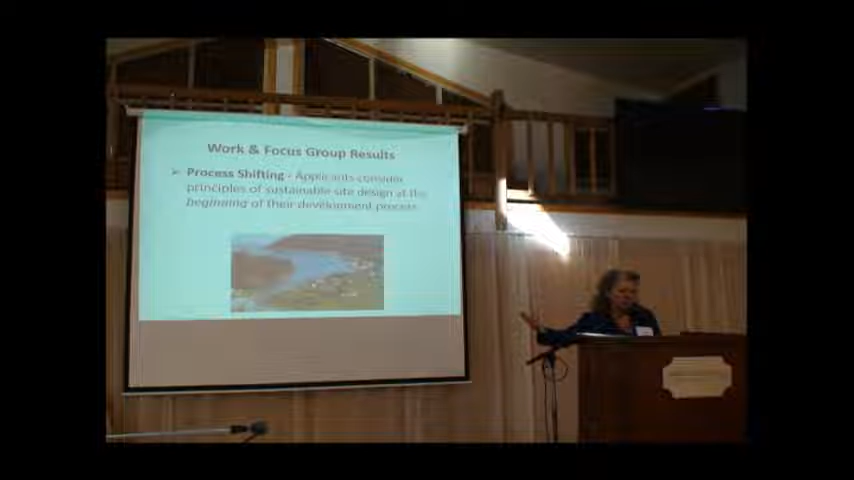 Work & Focus Group Results
➢ Process Shifting - Applicants consider
principles of sustainable site design at the
beginning of their development process.